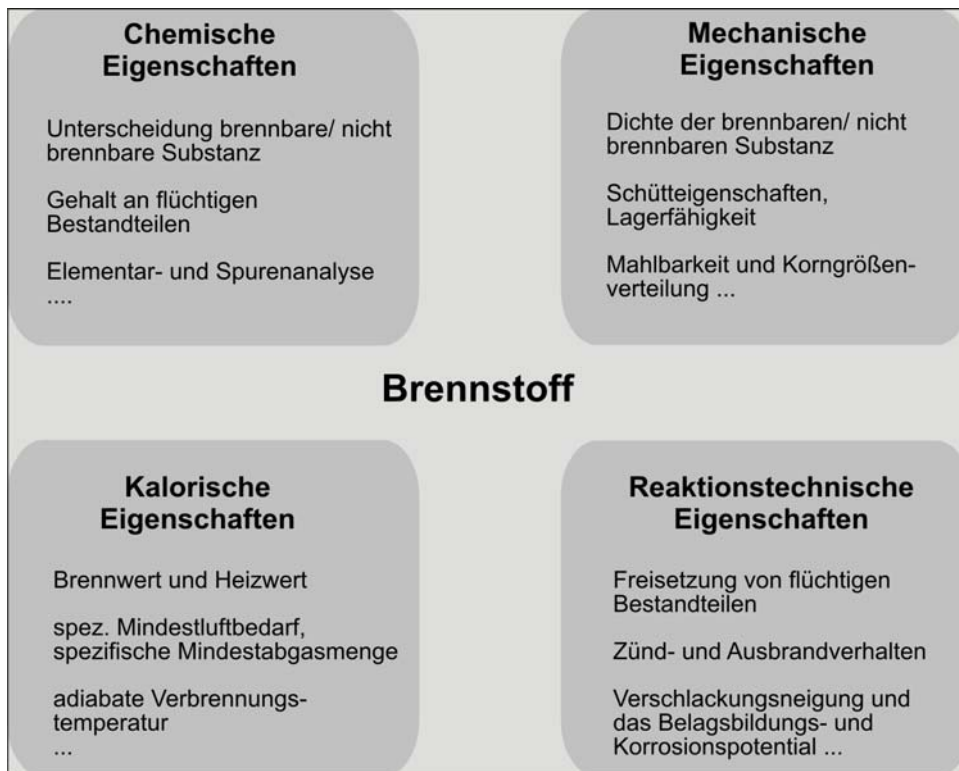 Chemische
Eigenschaften
Unterscheidung brennbare/ nicht
brennbare Substanz
Gehalt an flüchtigen
Bestandteilen
Elementar- und Spurenanalyse
....
Mechanische
Eigenschaften
Dichte der brennbaren/ nicht
brennbaren Substanz
Schütteigenschaften,
Lagerfähigkeit
Mahlbarkeit und Korngrößen-
verteilung ...
Brennstoff
Kalorische
Eigenschaften
Brennwert und Heizwert
spez. Mindestluftbedarf,
spezifische Mindestabgasmenge
adiabate Verbrennungs-
temperatur
...
Reaktionstechnische
Eigenschaften
Freisetzung von flüchtigen
Bestandteilen
Zünd- und Ausbrandverhalten
Verschlackungsneigung und
das Belagsbildungs- und
Korrosionspotential ...